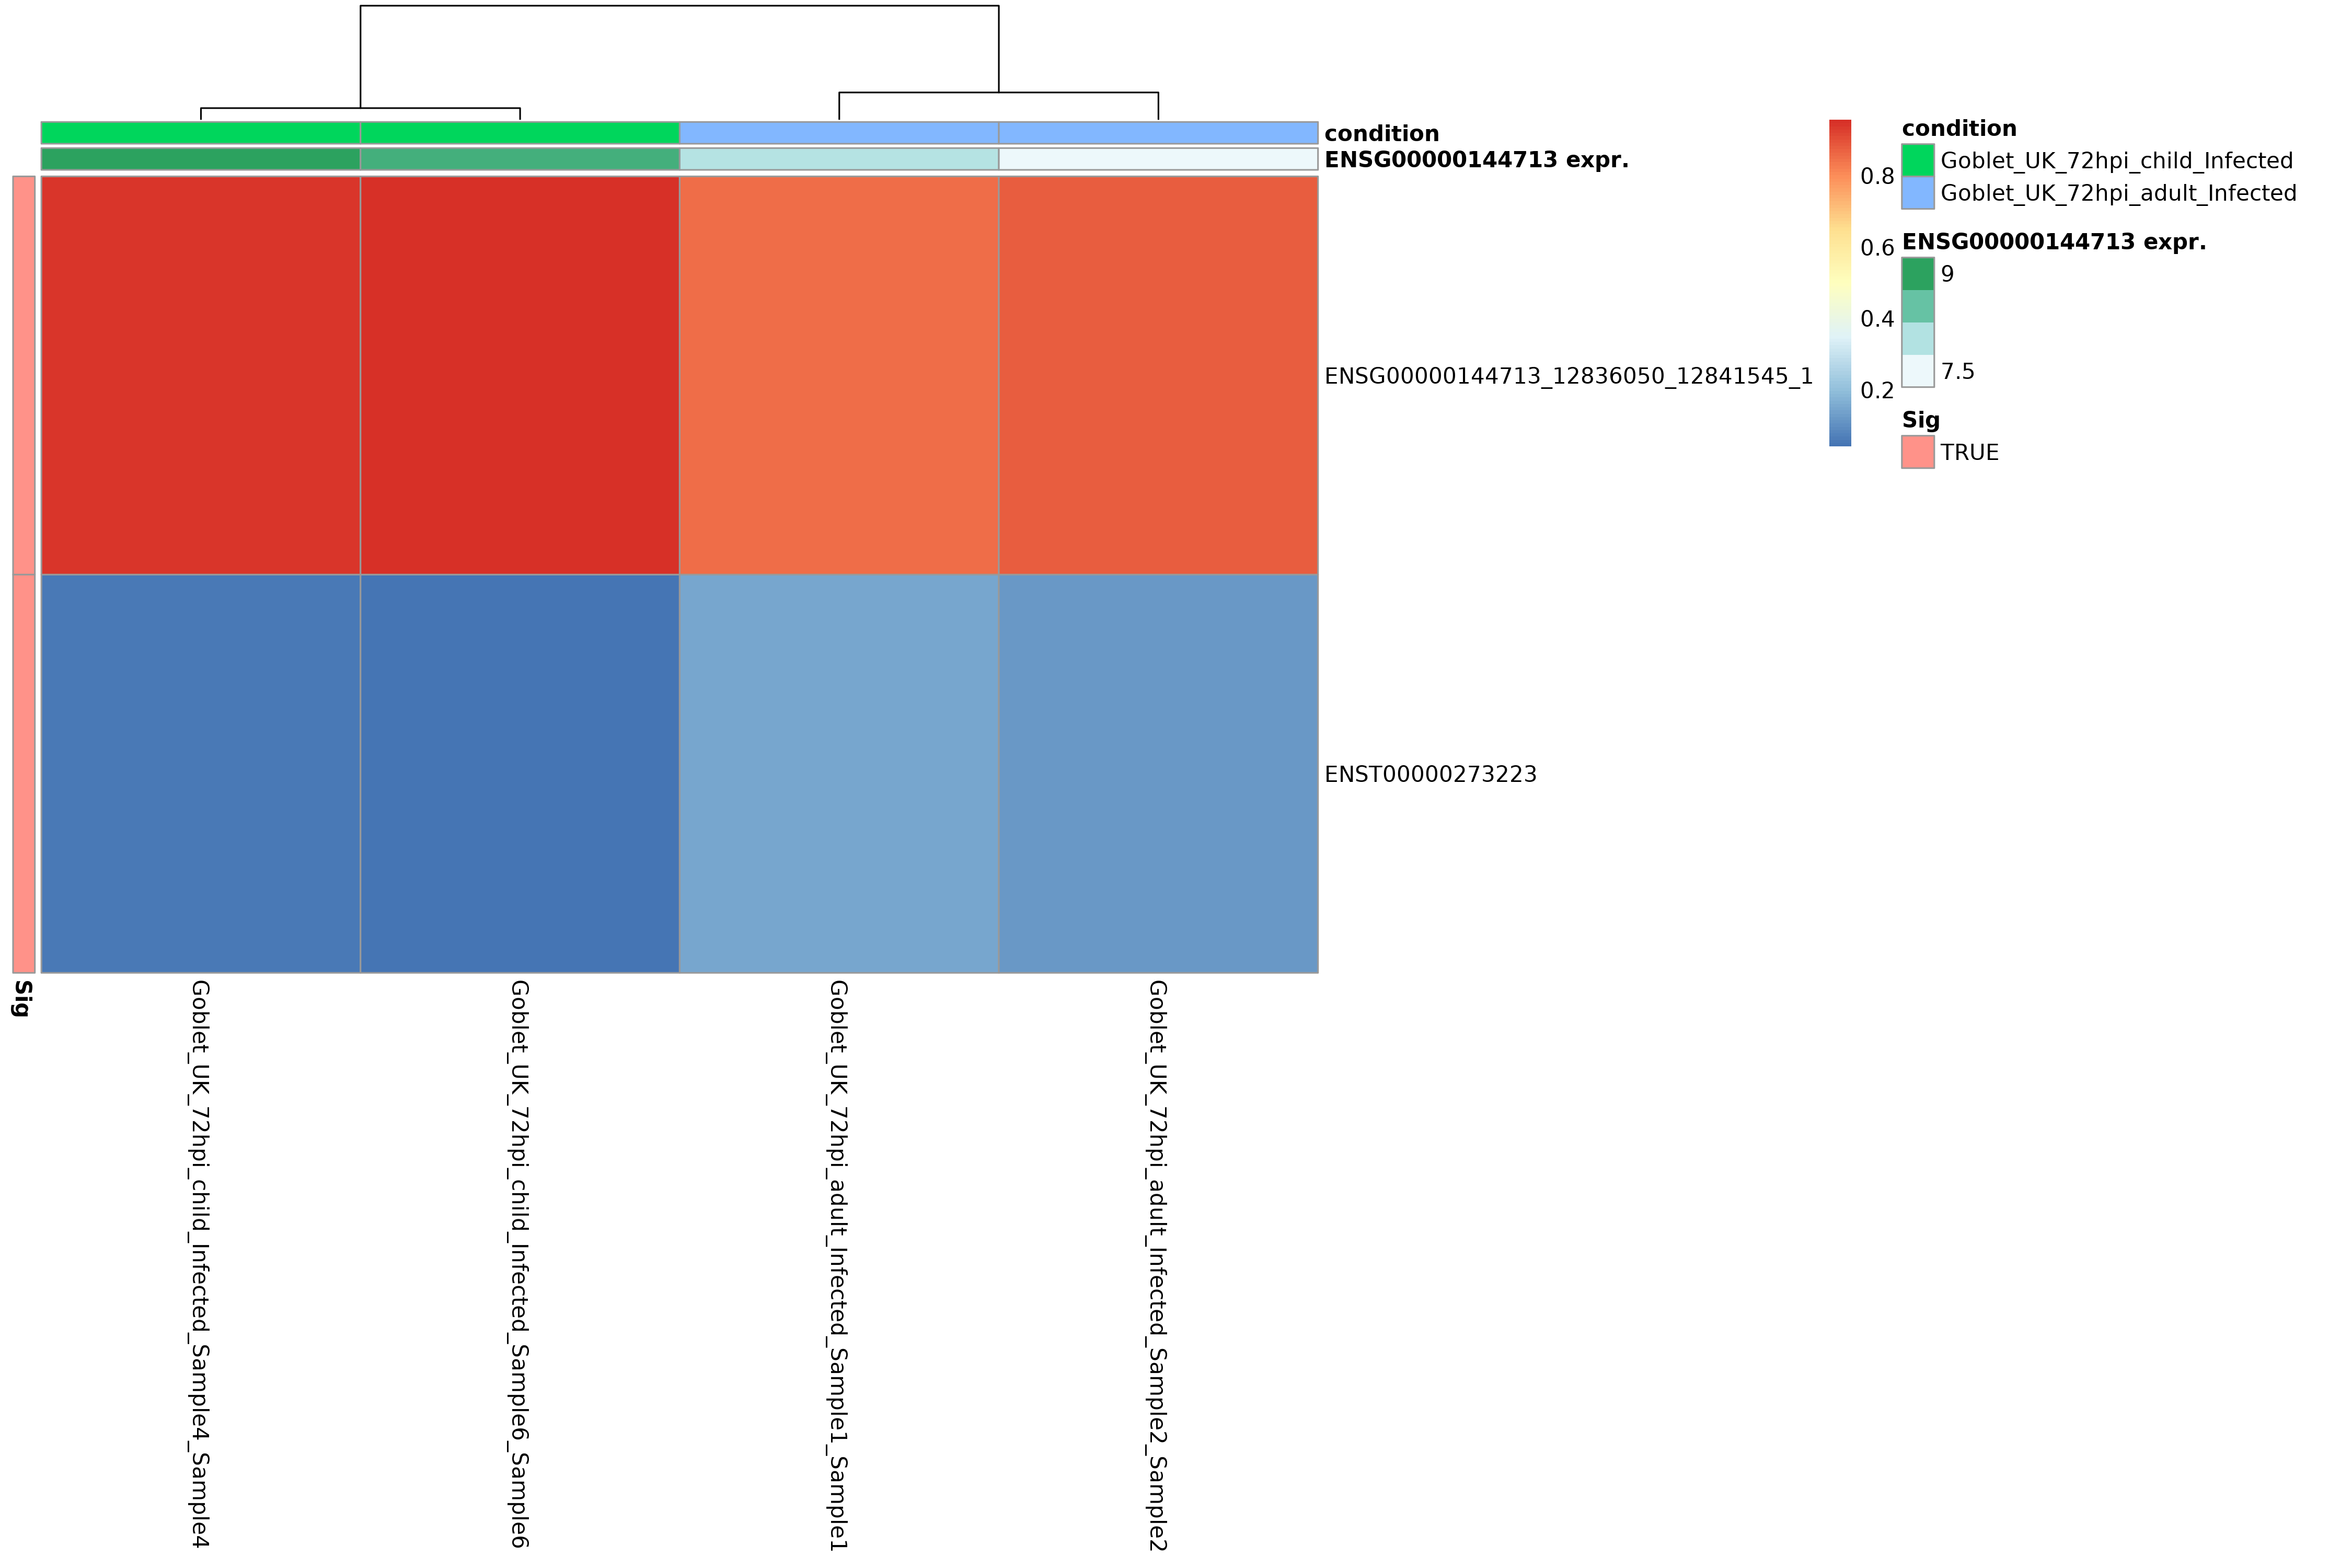 condition
ENSG00000144713 expr.
ENSG00000144713_12836050_12841545_1
ENST00000273223
Sig
Goblet_UK_72hpi_child_Infected_Sample4_Sample4
Goblet_UK_72hpi_child_Infected_Sample6_Sample6
Goblet_UK_72hpi_adult_Infected_Sample1_Sample1
Goblet_UK_72hpi_adult_Infected_Sample2_Sample2
0.8
0.6
0.4
0.2
condition
Goblet_UK_72hpi_child_Infected
Goblet_UK_72hpi_adult_Infected
ENSG00000144713 expr.
9
7.5
Sig
TRUE